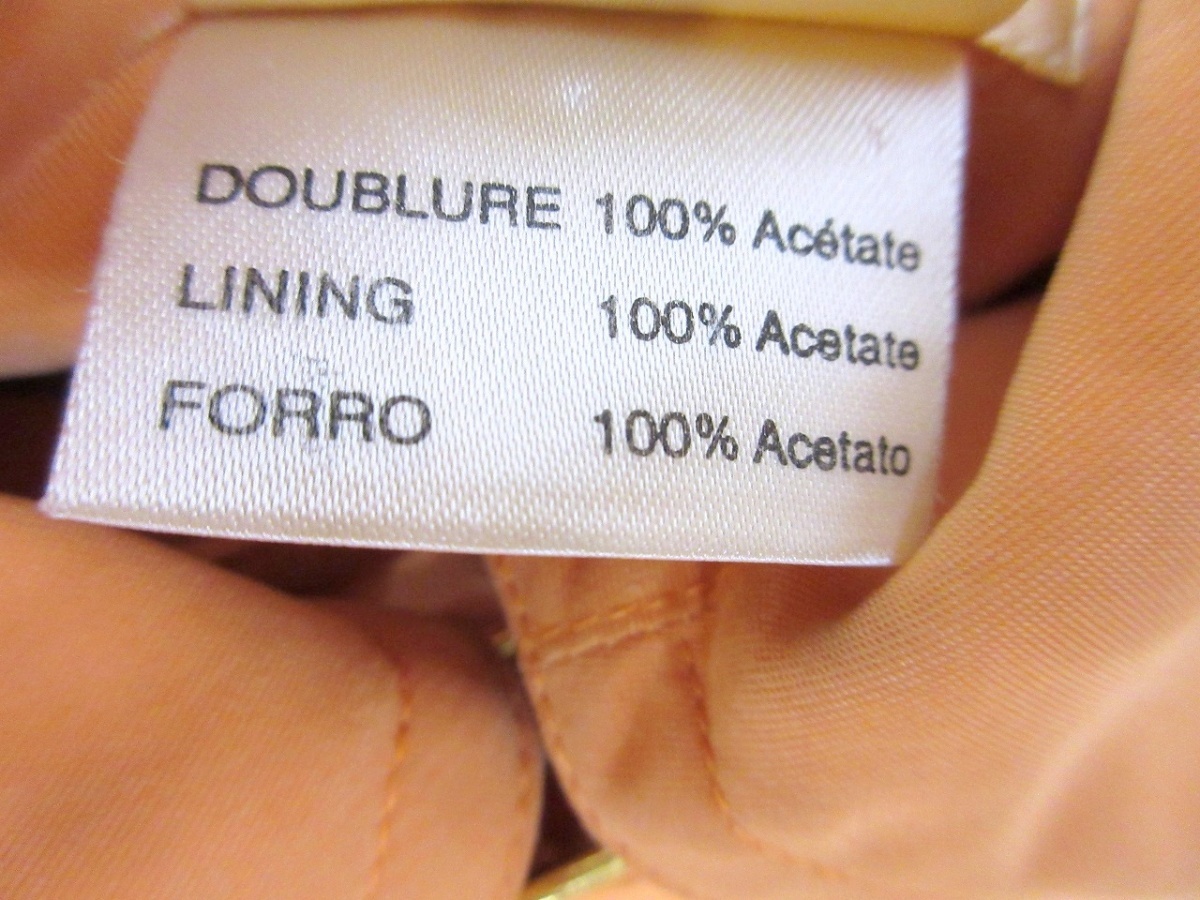 DOUBLURE 100% Acétate
LINING 100% Acetate
FORRO 100% Acetato